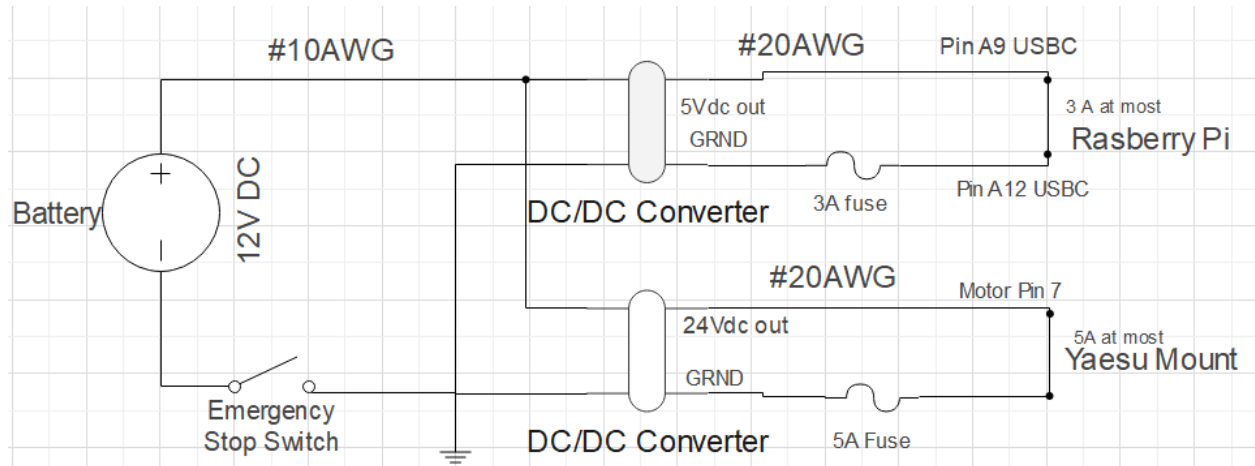 #10AWG
#20AWG
Pin A9 USBC
5Vdc out
3 A at most
GRND
Rasberry Pi
+
12V DC
Battery
Pin A12 USBC
DC/DC Converter
3A fuse
-
#20AWG
Motor Pin 7
24Vdc out
5A at most
Yaesu Mount
GRND
Emergency
Stop Switch
DC/DC Converter
5A Fuse